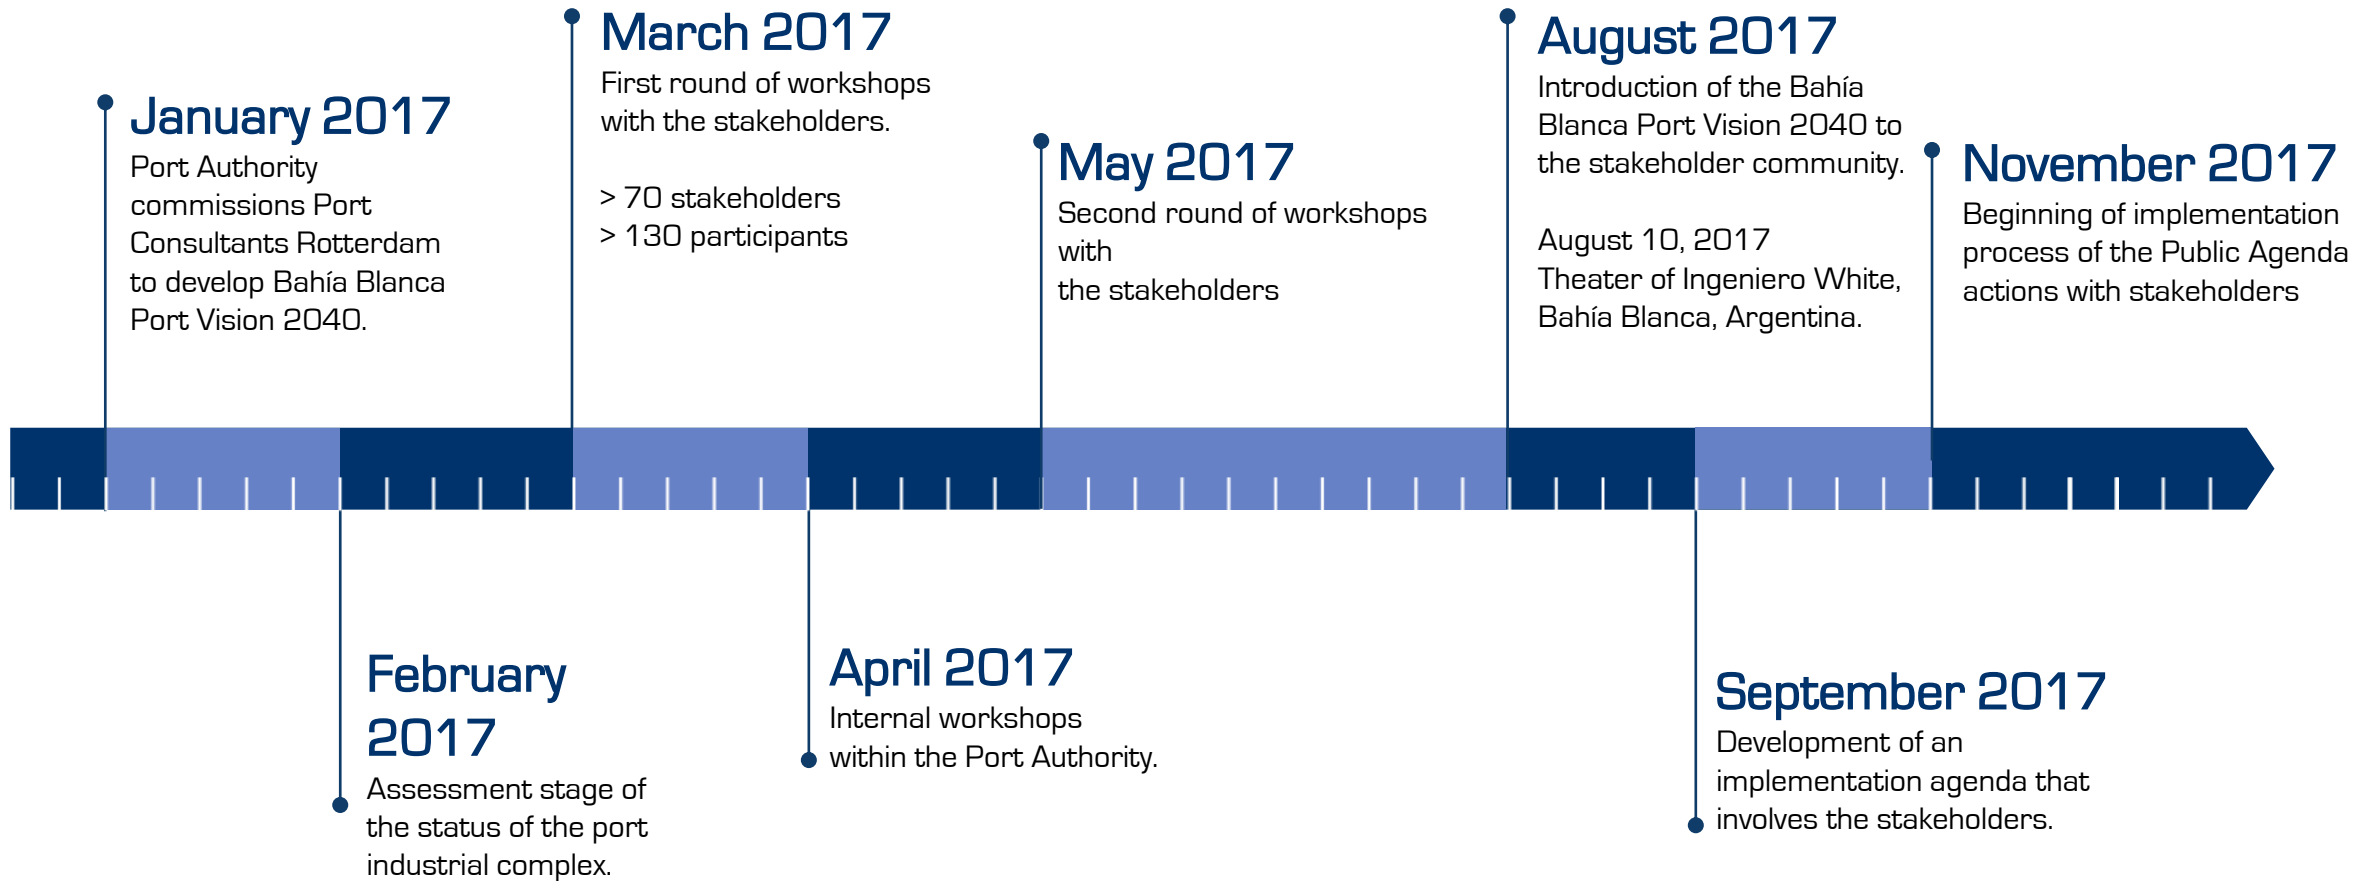 January 2017
Port Authority
commissions Port
Consultants Rotterdam
to develop Bahía Blanca
Port Vision 2040.
February
2017
Assessment stage of
the status of the port
industrial complex.
March 2017
First round of workshops
with the stakeholders.
> 70 stakeholders
> 130 participants
April 2017
Internal workshops
within the Port Authority.
May 2017
Second round of workshops
with
the stakeholders
August 2017
Introduction of the Bahía
Blanca Port Vision 2040 to
the stakeholder community.
August 10, 2017
Theater of Ingeniero White,
Bahía Blanca, Argentina.
September 2017
Development of an
implementation agenda that
involves the stakeholders.
November 2017
Beginning of implementation
process of the Public Agenda
actions with stakeholders